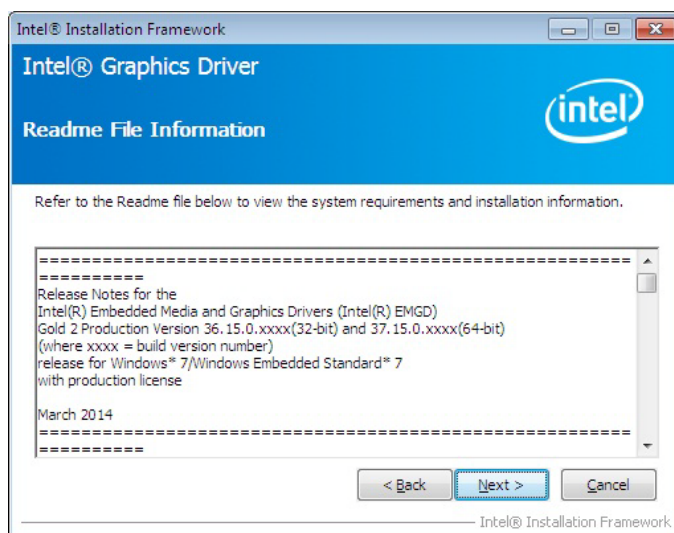 Intel® Installation Framework
Intel® Graphics Driver
intel
Readme File Information
Refer to the Readme file below to view the system requirements and installation information.
========================================================
==========
Release Notes for the
Intel(R) Embedded Media and Graphics Drivers (Intel(R) EMGD)
Gold 2 Production Version 36.15.0.xxxx(32-bit) and 37.15.0.xxxx(64-bit)
(where xxxx = build version number)
release for Windows* 7/Windows Embedded Standard* 7
with production license
March 2014
========================================================
==========
< Back Next > Cancel
Intel® Installation Framework